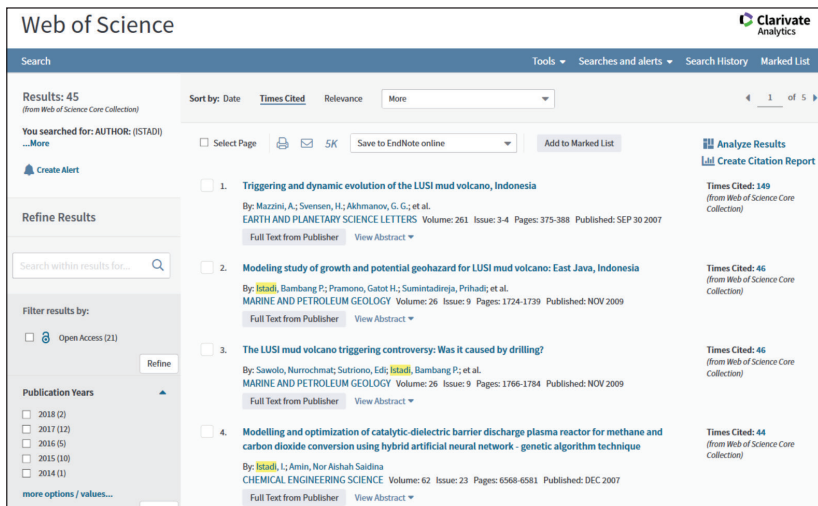 Web of Science
Clarivate
Analytics
Search
Tools
Searches and alerts
Search History
Marked List
Results: 45
(from Web of Science Core Collection)
You searched for: AUTHOR: (ISTADI)
...More
Create Alert
Refine Results
Search within results for...
Filter results by:
Open Access (21)
Refine
Publication Years
2018 (2)
2017 (12)
2016 (5)
2015 (10)
2014 (1)
more options / values...
Sort by: Date Times Cited Relevance More
1 of 5
Select Page 5K Save to EndNote online Add to Marked List
Analyze Results
Create Citation Report
1. Triggering and dynamic evolution of the LUSI mud volcano, Indonesia
By: Mazzini, A.; Svensen, H.; Akhmanov, G. G.; et al.
EARTH AND PLANETARY SCIENCE LETTERS Volume: 261 Issue: 3-4 Pages: 375-388 Published: SEP 30 2007
Full Text from Publisher View Abstract
Times Cited: 149
(from Web of Science Core
Collection)
2. Modeling study of growth and potential geohazard for LUSI mud volcano: East Java, Indonesia
By: Istadi, Bambang P.; Pramono, Gatot H.; Sumintadireja, Prihadi; et al.
MARINE AND PETROLEUM GEOLOGY Volume: 26 Issue: 9 Pages: 1724-1739 Published: NOV 2009
Full Text from Publisher View Abstract
Times Cited: 46
(from Web of Science Core
Collection)
3. The LUSI mud volcano triggering controversy: Was it caused by drilling?
By: Sawolo, Nurrochmat; Sutriono, Edi; Istadi, Bambang P.; et al.
MARINE AND PETROLEUM GEOLOGY Volume: 26 Issue: 9 Pages: 1766-1784 Published: NOV 2009
Full Text from Publisher View Abstract
Times Cited: 46
(from Web of Science Core
Collection)
4. Modelling and optimization of catalytic-dielectric barrier discharge plasma reactor for methane and
carbon dioxide conversion using hybrid artificial neural network - genetic algorithm technique
By: Istadi, I.; Amin, Nor Aishah Saidina
CHEMICAL ENGINEERING SCIENCE Volume: 62 Issue: 23 Pages: 6568-6581 Published: DEC 2007
Full Text from Publisher View Abstract
Times Cited: 44
(from Web of Science Core
Collection)